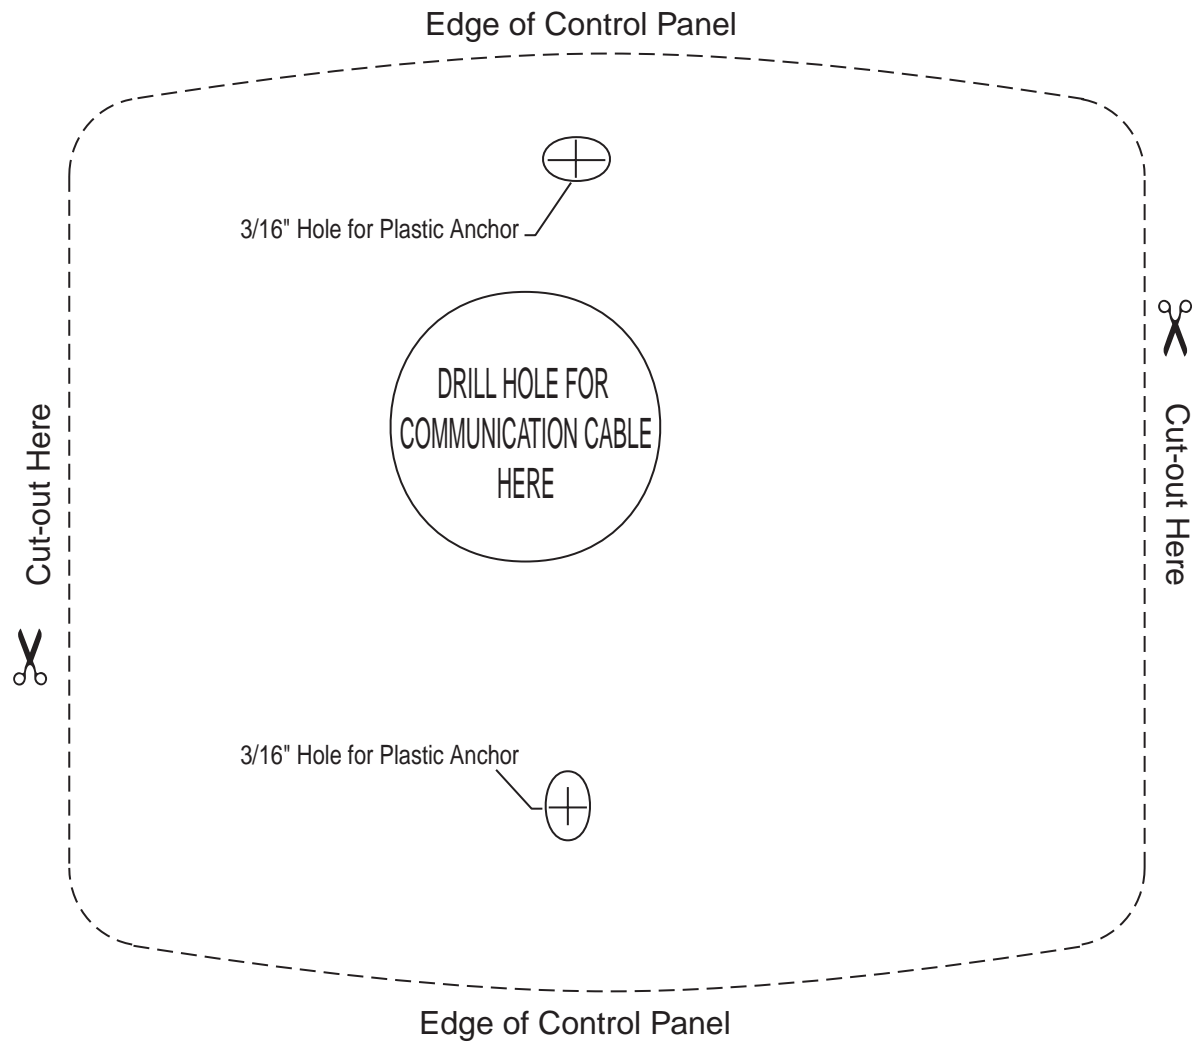 Edge of Control Panel
3/16" Hole for Plastic Anchor
DRILL HOLE FOR
COMMUNICATION CABLE
HERE
Cut-out Here
Cut-out Here
3/16" Hole for Plastic Anchor
Edge of Control Panel